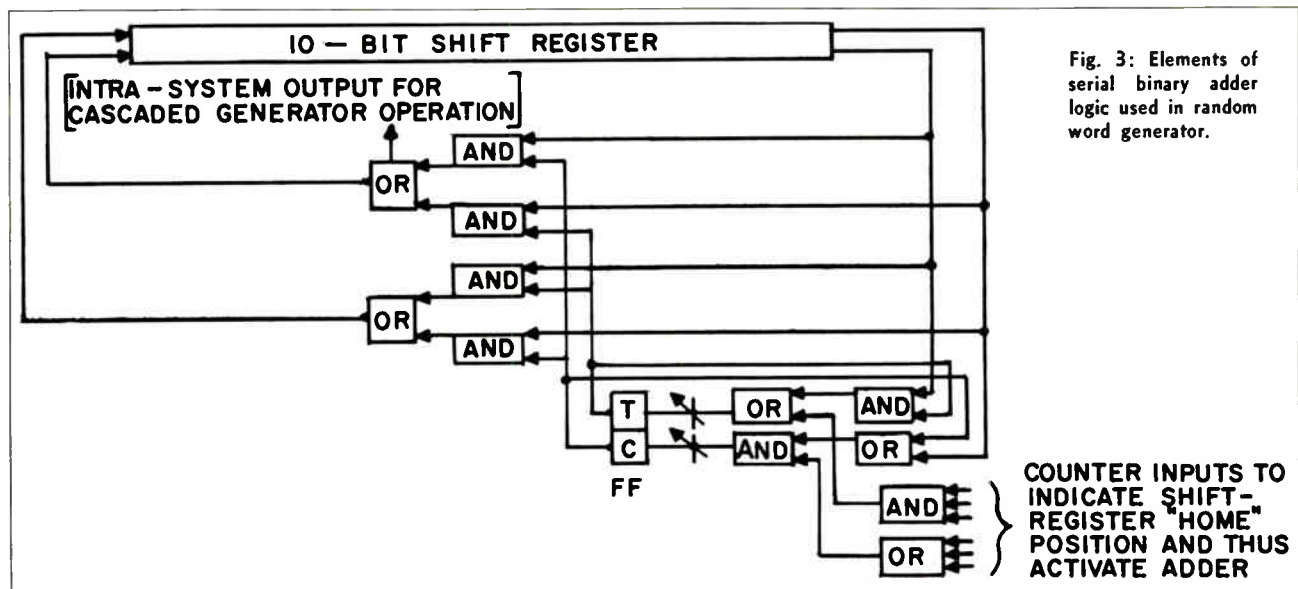 10 - BIT SHIFT REGISTER
Fig. 3: Elements of
serial binary adder
logic used in random
word generator.
[INTRA - SYSTEM OUTPUT FOR
CASCADED GENERATOR OPERATION]
AND
OR
AND
AND
OR
AND
T
OR
AND
C
AND
OR
FF
AND
OR
COUNTER INPUTS TO
INDICATE SHIFT-
REGISTER "HOME"
POSITION AND THUS
ACTIVATE ADDER